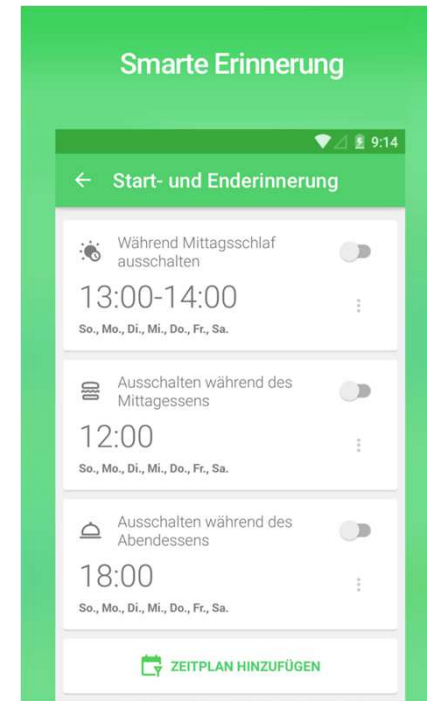 Smarte Erinnerung
9:14
Start- und Enderinnerung
Während Mittagsschlaf
ausschalten
13:00-14:00
So., Mo., Di., Mi., Do., Fr., Sa.
Ausschalten während des
Mittagessens
12:00
So., Mo., Di., Mi., Do., Fr., Sa.
Ausschalten während des
Abendessens
18:00
So., Mo., Di., Mi., Do., Fr., Sa.
ZEITPLAN HINZUFÜGEN